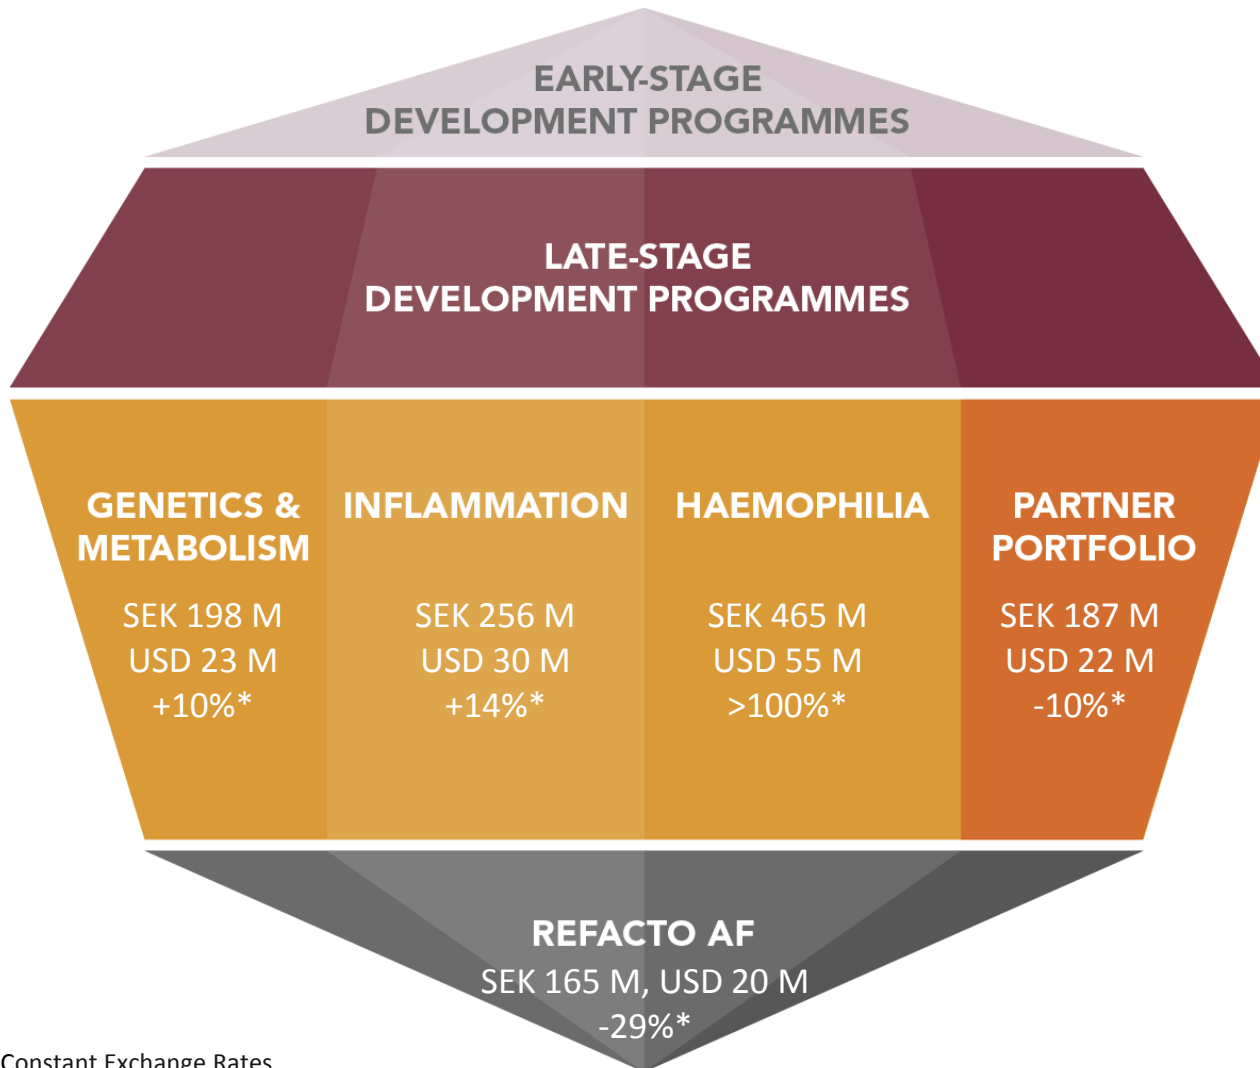 EARLY-STAGE
DEVELOPMENT PROGRAMMES
LATE-STAGE
DEVELOPMENT PROGRAMMES
GENETICS &
METABOLISM
SEK 198 M
USD 23 M
+10%*
INFLAMMATION
SEK 256 M
USD 30 M
+14%*
HAEMOPHILIA
SEK 465 M
USD 55 M
>100%*
PARTNER
PORTFOLIO
SEK 187 M
USD 22 M
-10%*
REFACTO AF
SEK 165 M, USD 20 M
-29%*
Constant Exchange Rates